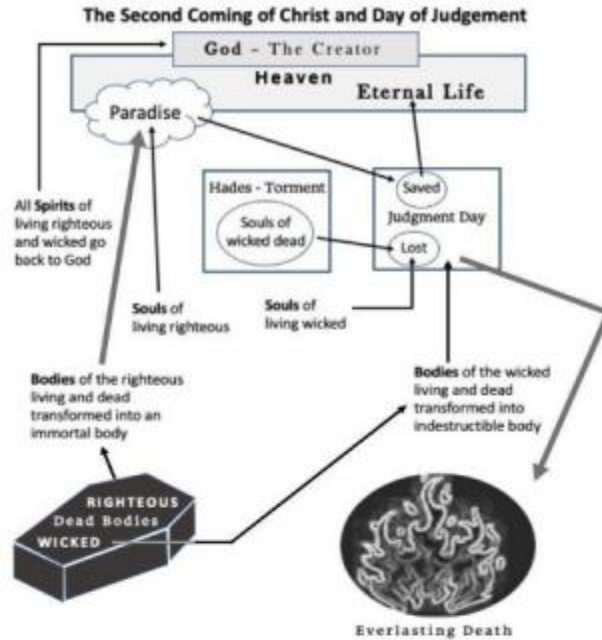 The Second Coming of Christ and Day of Judgement
God - The Creator
Heaven
Eternal Life
Paradise
Hades - Torment
Souls of
wicked dead
Saved
Judgment Day
Lost
All Spirits of
living righteous
and wicked go
back to God
Souls of
living righteous
Souls of
living wicked
Bodies of the righteous
living and dead
transformed into an
immortal body
Bodies of the wicked
living and dead
transformed into
indestructible body
RIGHTEOUS
Dead Bodies
WICKED
Everlasting Death